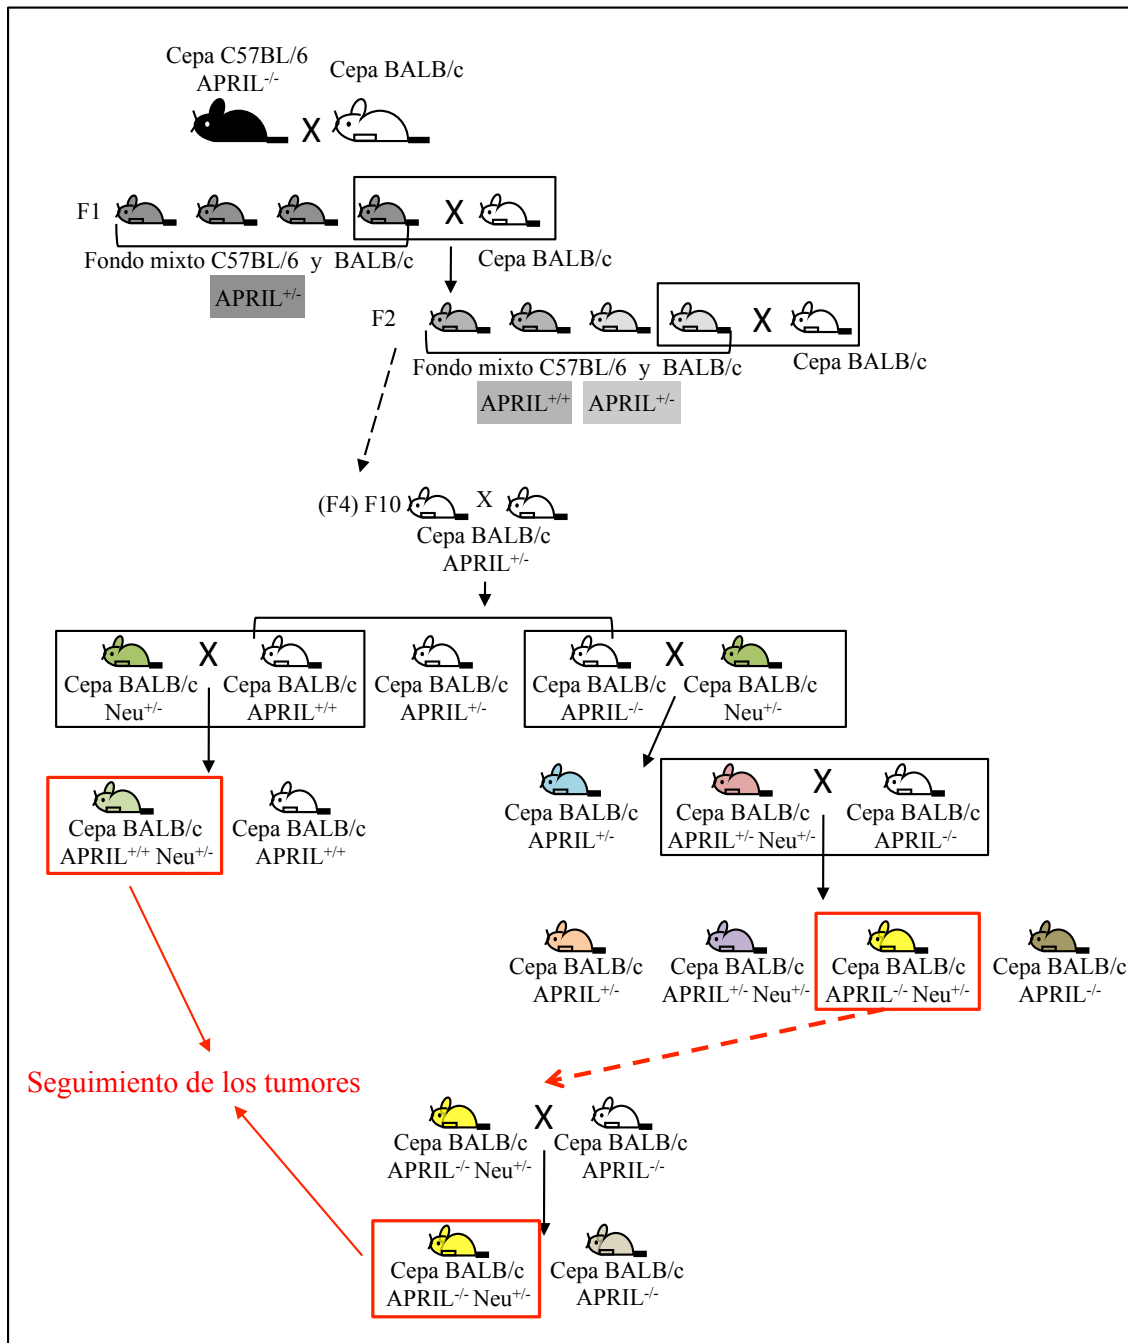 Cepa C57BL/6
APRIL-/-
Cepa BALB/c
X
F1
X
Fondo mixto C57BL/6 y BALB/c
Cepa BALB/c
APRIL+/-
F2
X
Fondo mixto C57BL/6 y BALB/c
Cepa BALB/c
APRIL+/+
APRIL+/-
(F4) F10
X
Cepa BALB/c
APRIL+/-
X
X
Cepa BALB/c
Neu+/-
Cepa BALB/c
APRIL+/+
Cepa BALB/c
APRIL+/-
Cepa BALB/c
APRIL-/-
Cepa BALB/c
Neu+/-
Cepa BALB/c
APRIL+/+ Neu+/-
Cepa BALB/c
APRIL+/+
Cepa BALB/c
APRIL+/-
X
Cepa BALB/c
APRIL+/- Neu+/-
Cepa BALB/c
APRIL-/-
Cepa BALB/c
APRIL+/-
Cepa BALB/c
APRIL+/- Neu+/-
Cepa BALB/c
APRIL-/- Neu+/-
Cepa BALB/c
APRIL-/-
Seguimiento de los tumores
X
Cepa BALB/c
APRIL-/- Neu+/-
Cepa BALB/c
APRIL-/-
Cepa BALB/c
APRIL-/- Neu+/-
Cepa BALB/c
APRIL-/-